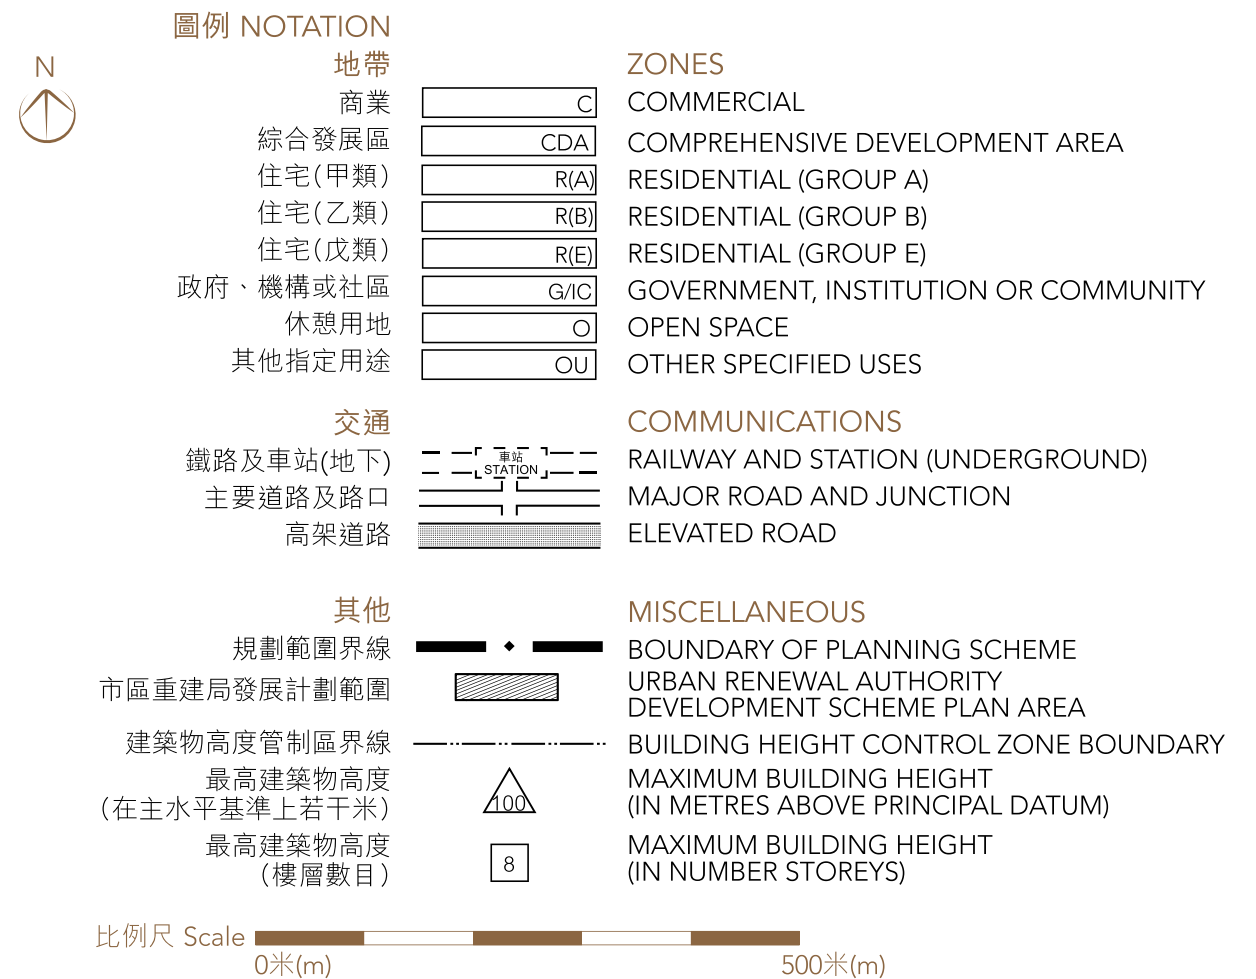 圖例 NOTATION
N
地帶 ZONES
商業 C COMMERCIAL
綜合發展區 CDA COMPREHENSIVE DEVELOPMENT AREA
住宅(甲類) R(A) RESIDENTIAL (GROUP A)
住宅(乙類) R(B) RESIDENTIAL (GROUP B)
住宅(戊類) R(E) RESIDENTIAL (GROUP E)
政府、機構或社區 G/IC GOVERNMENT, INSTITUTION OR COMMUNITY
休憩用地 O OPEN SPACE
其他指定用途 OU OTHER SPECIFIED USES
交通 COMMUNICATIONS
鐵路及車站(地下) 車站 STATION RAILWAY AND STATION (UNDERGROUND)
主要道路及路口 MAJOR ROAD AND JUNCTION
高架道路 ELEVATED ROAD
其他 MISCELLANEOUS
規劃範圍界線 BOUNDARY OF PLANNING SCHEME
市區重建局發展計劃範圍 URBAN RENEWAL AUTHORITY
DEVELOPMENT SCHEME PLAN AREA
建築物高度管制區界線 BUILDING HEIGHT CONTROL ZONE BOUNDARY
最高建築物高度 MAXIMUM BUILDING HEIGHT
(在主水平基準上若干米) 100 (IN METRES ABOVE PRINCIPAL DATUM)
最高建築物高度 MAXIMUM BUILDING HEIGHT
(樓層數目) 8 (IN NUMBER STOREYS)
比例尺 Scale
0米(m) 500米(m)